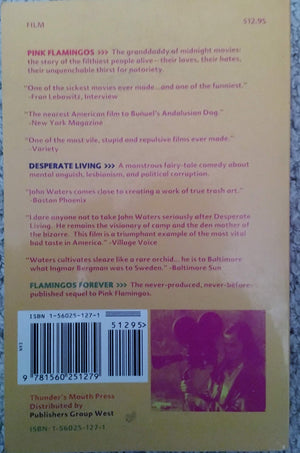 FILM $12.95
PINK FLAMINGOS >>> The granddaddy of midnight movies:
the story of the filthiest people alive – their loves, their hates,
their unquenchable thirst for notoriety.
"One of the sickest movies ever made...and one of the funniest."
-Fran Lebowitz, Interview
"The nearest American film to Buñuel's Andalusian Dog."
-New York Magazine
"One of the most vile, stupid and repulsive films ever made."
-Variety
DESPERATE LIVING >>> A monstrous fairy-tale comedy about
mental anguish, lesbianism, and political corruption.
"John Waters comes close to creating a work of true trash art."
-Boston Phoenix
"I dare anyone not to take John Waters seriously after Desperate
Living. He remains the visionary of camp and the den mother of
the bizarre. This film is a triumphant example of the most vital
bad taste in America." -Village Voice
"Waters cultivates sleaze like a rare orchid... he is to Baltimore
what Ingmar Bergman was to Sweden." -Baltimore Sun
FLAMINGOS FOREVER >>> The never-produced, never-before-
published sequel to Pink Flamingos.
ISBN 1-56025-127-1
51295>
9 781560 251279
Thunder's Mouth Press
Distributed by
Publishers Group West
ISBN: 1-56025-127-1